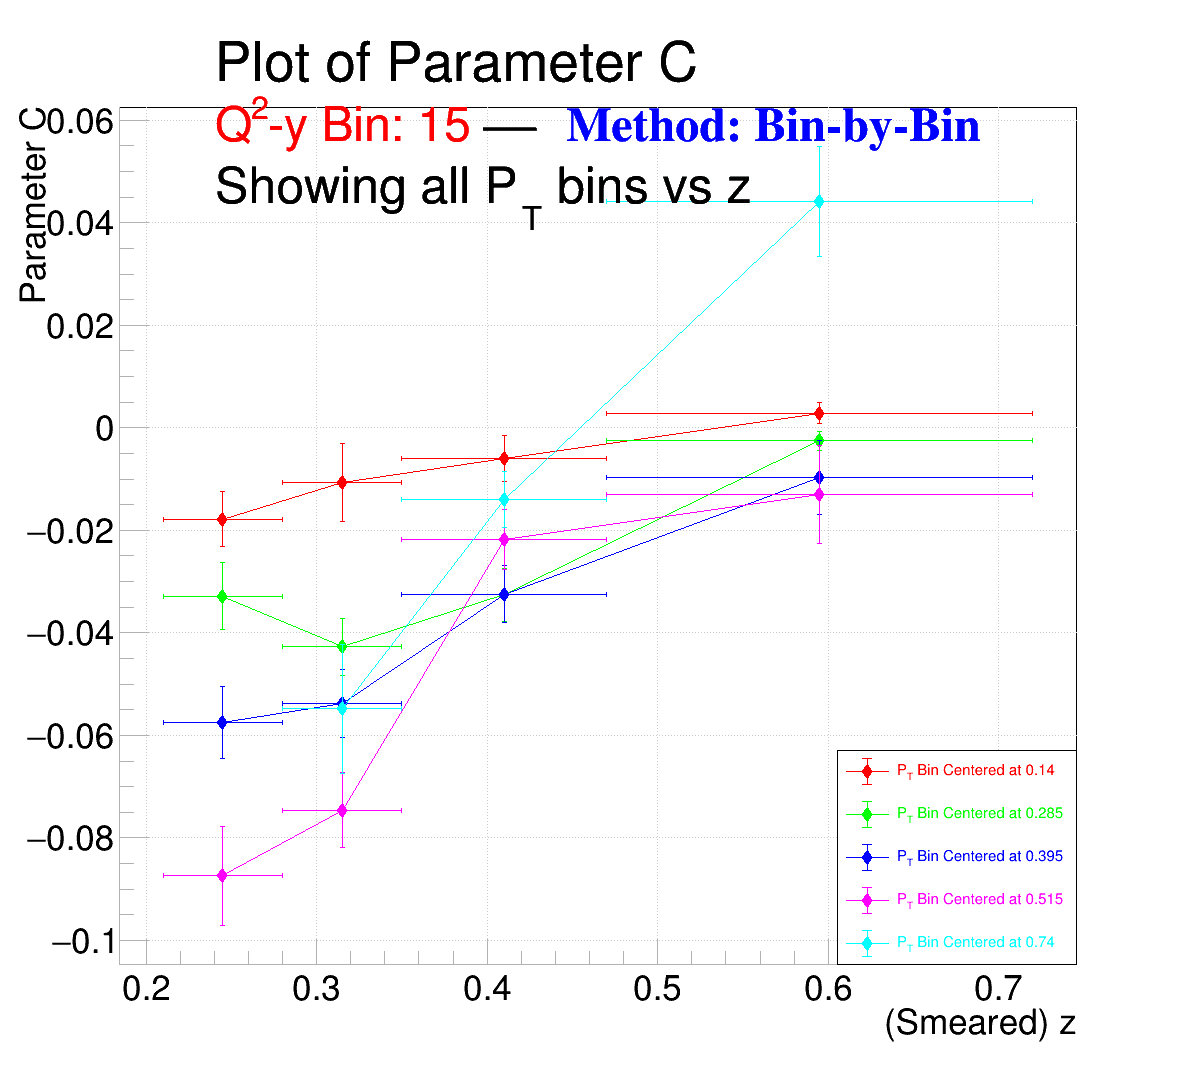 Plot of Parameter C
Q²-y Bin: 15 — Method: Bin-by-Bin
Showing all P_T bins vs z
Parameter C
0.06
0.04
0.02
0
−0.02
−0.04
−0.06
−0.08
−0.1
P_T Bin Centered at 0.14
P_T Bin Centered at 0.285
P_T Bin Centered at 0.395
P_T Bin Centered at 0.515
P_T Bin Centered at 0.74
0.2 0.3 0.4 0.5 0.6 0.7
(Smeared) z